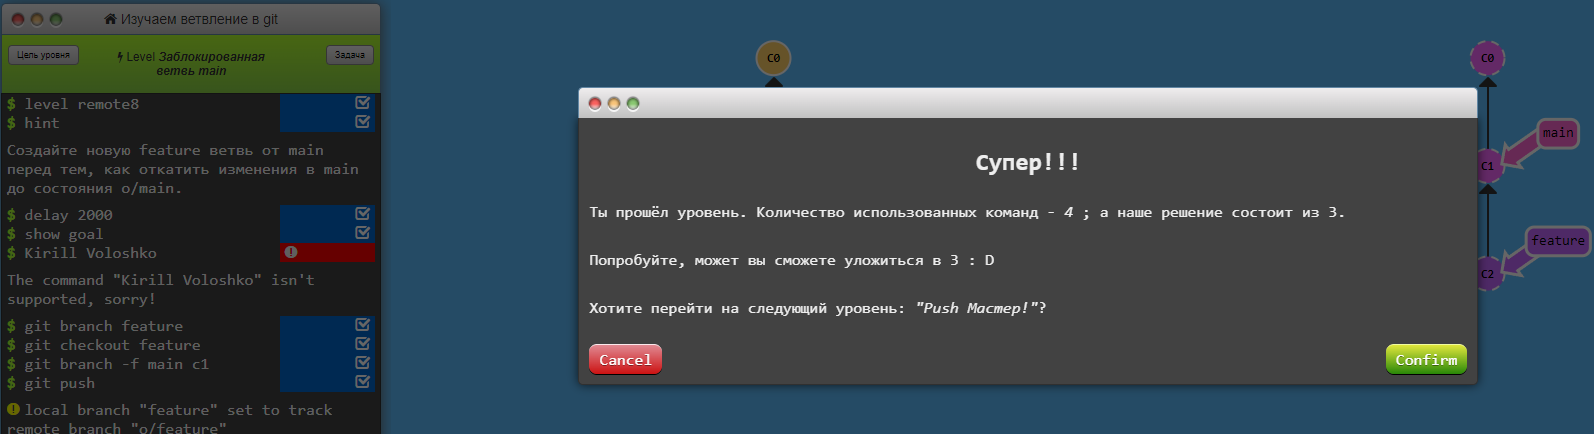 Изучаем ветвление в git
Цель уровня
Level Заблокированная
ветвь main
Задача
$ level remote8
$ hint
Создайте новую feature ветвь от main
перед тем, как откатить изменения в main
до состояния o/main.
$ delay 2000
$ show goal
$ Kirill Voloshko
The command "Kirill Voloshko" isn't
supported, sorry!
$ git branch feature
$ git checkout feature
$ git branch -f main c1
$ git push
local branch "feature" set to track
remote branch "o/feature"
C0
Супер!!!
Ты прошёл уровень. Количество использованных команд - 4 ; а наше решение состоит из 3.
Попробуйте, может вы сможете уложиться в 3 : D
Хотите перейти на следующий уровень: "Push Мастер!"?
Cancel
Confirm
C0
main
C1
feature
C2